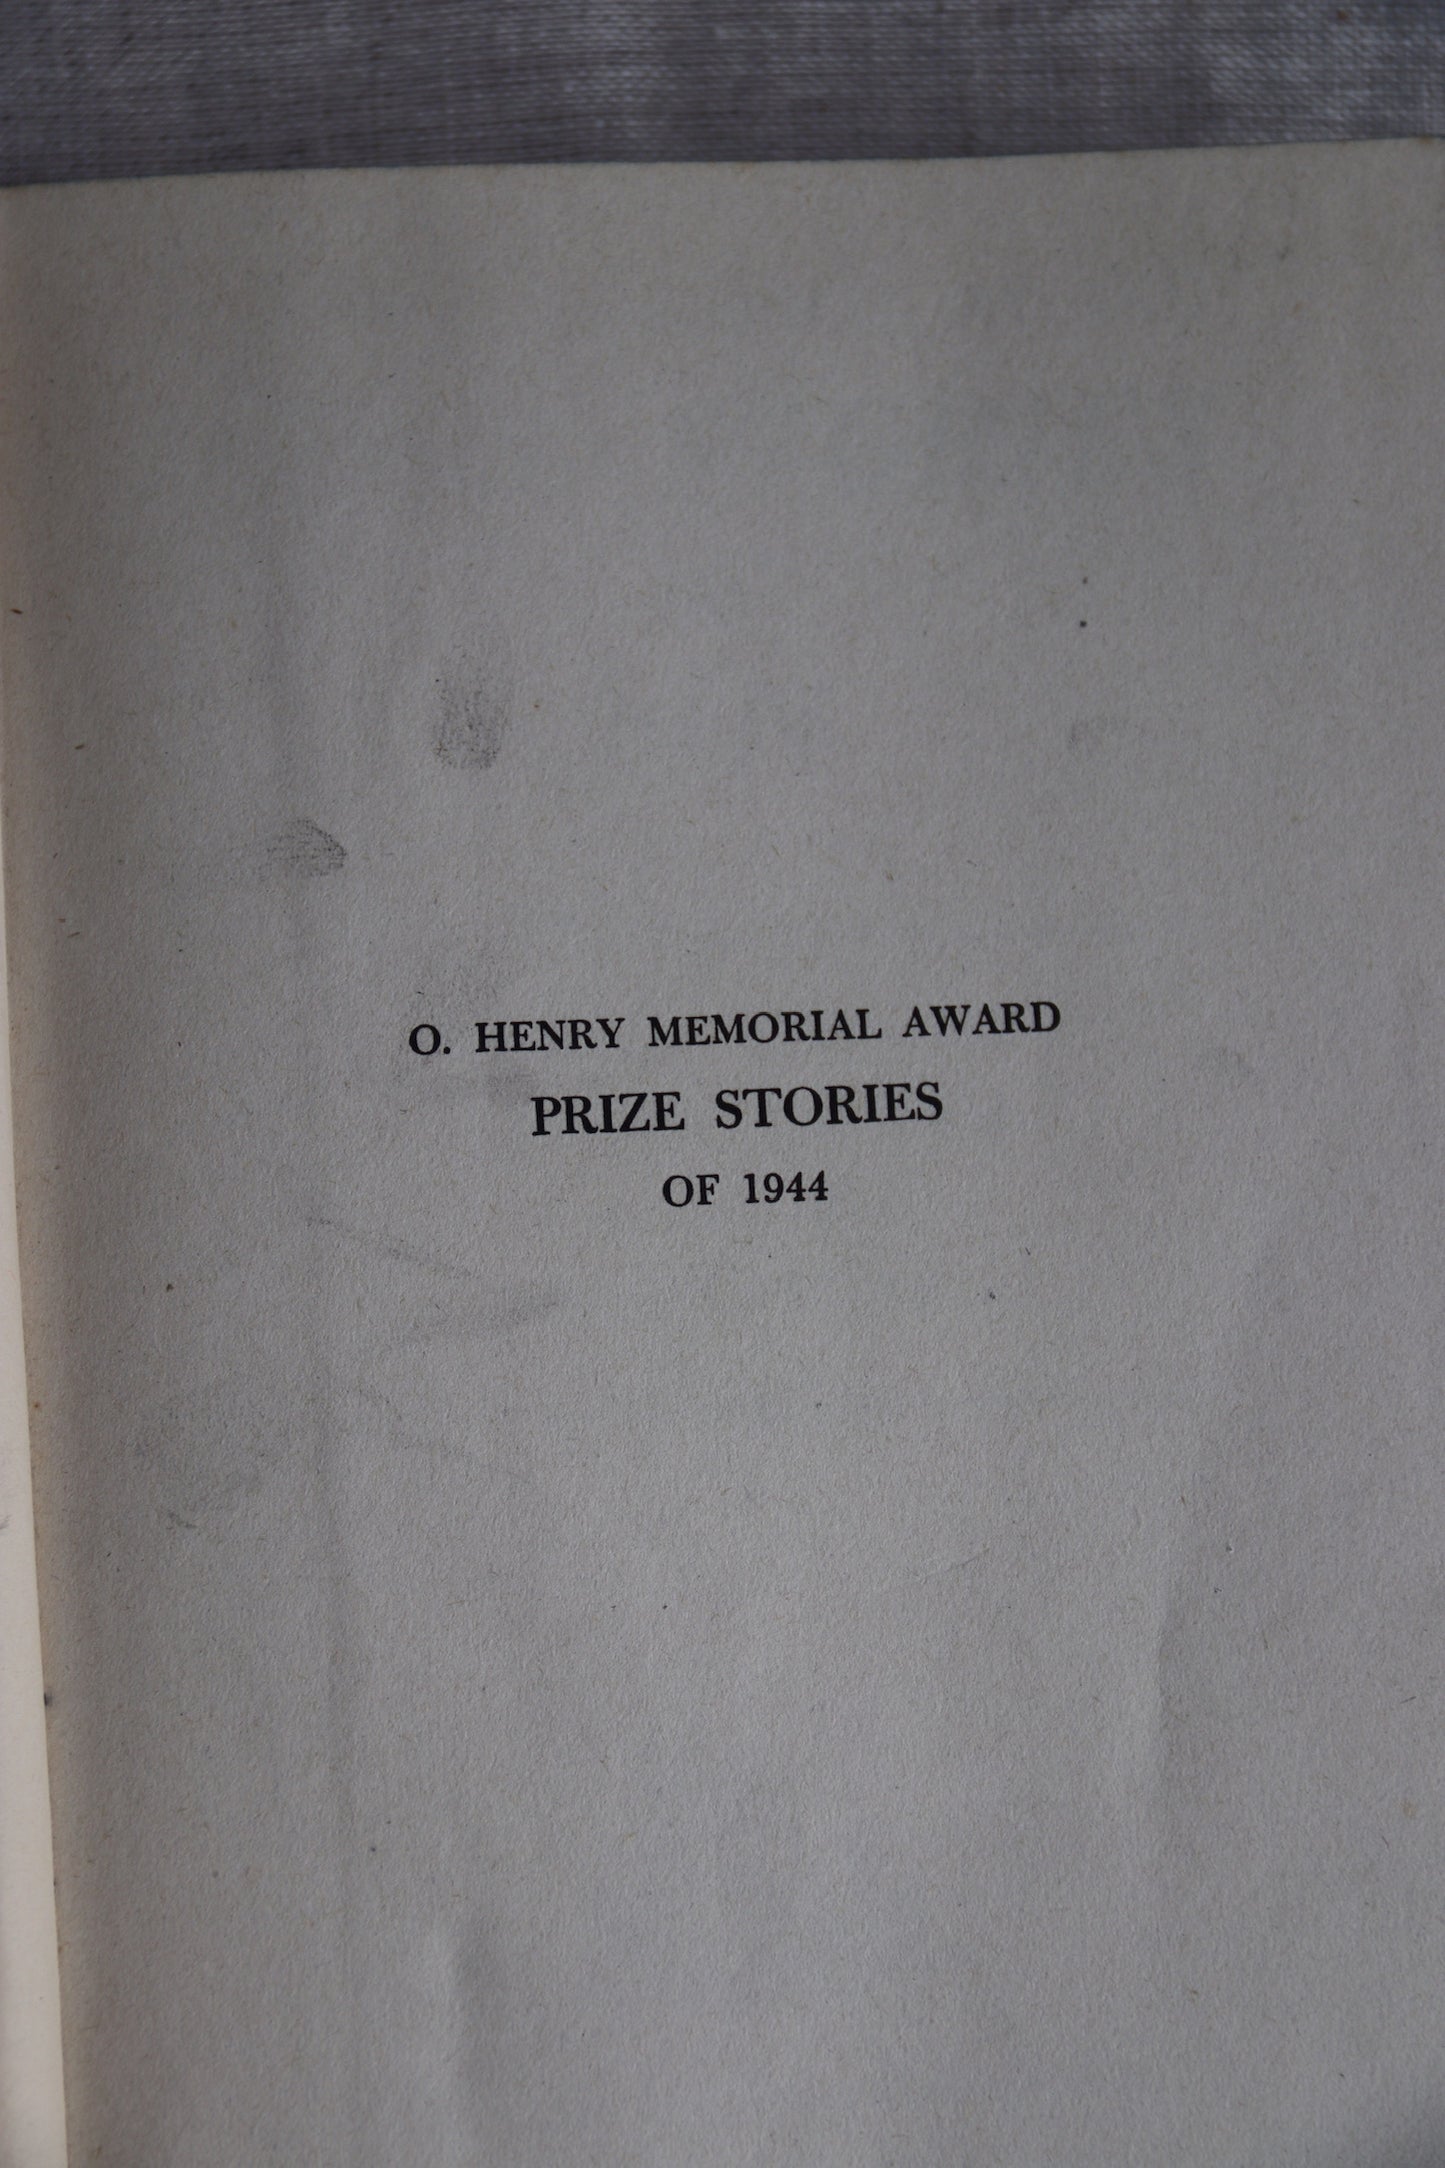 O. HENRY MEMORIAL AWARD
PRIZE STORIES
OF 1944